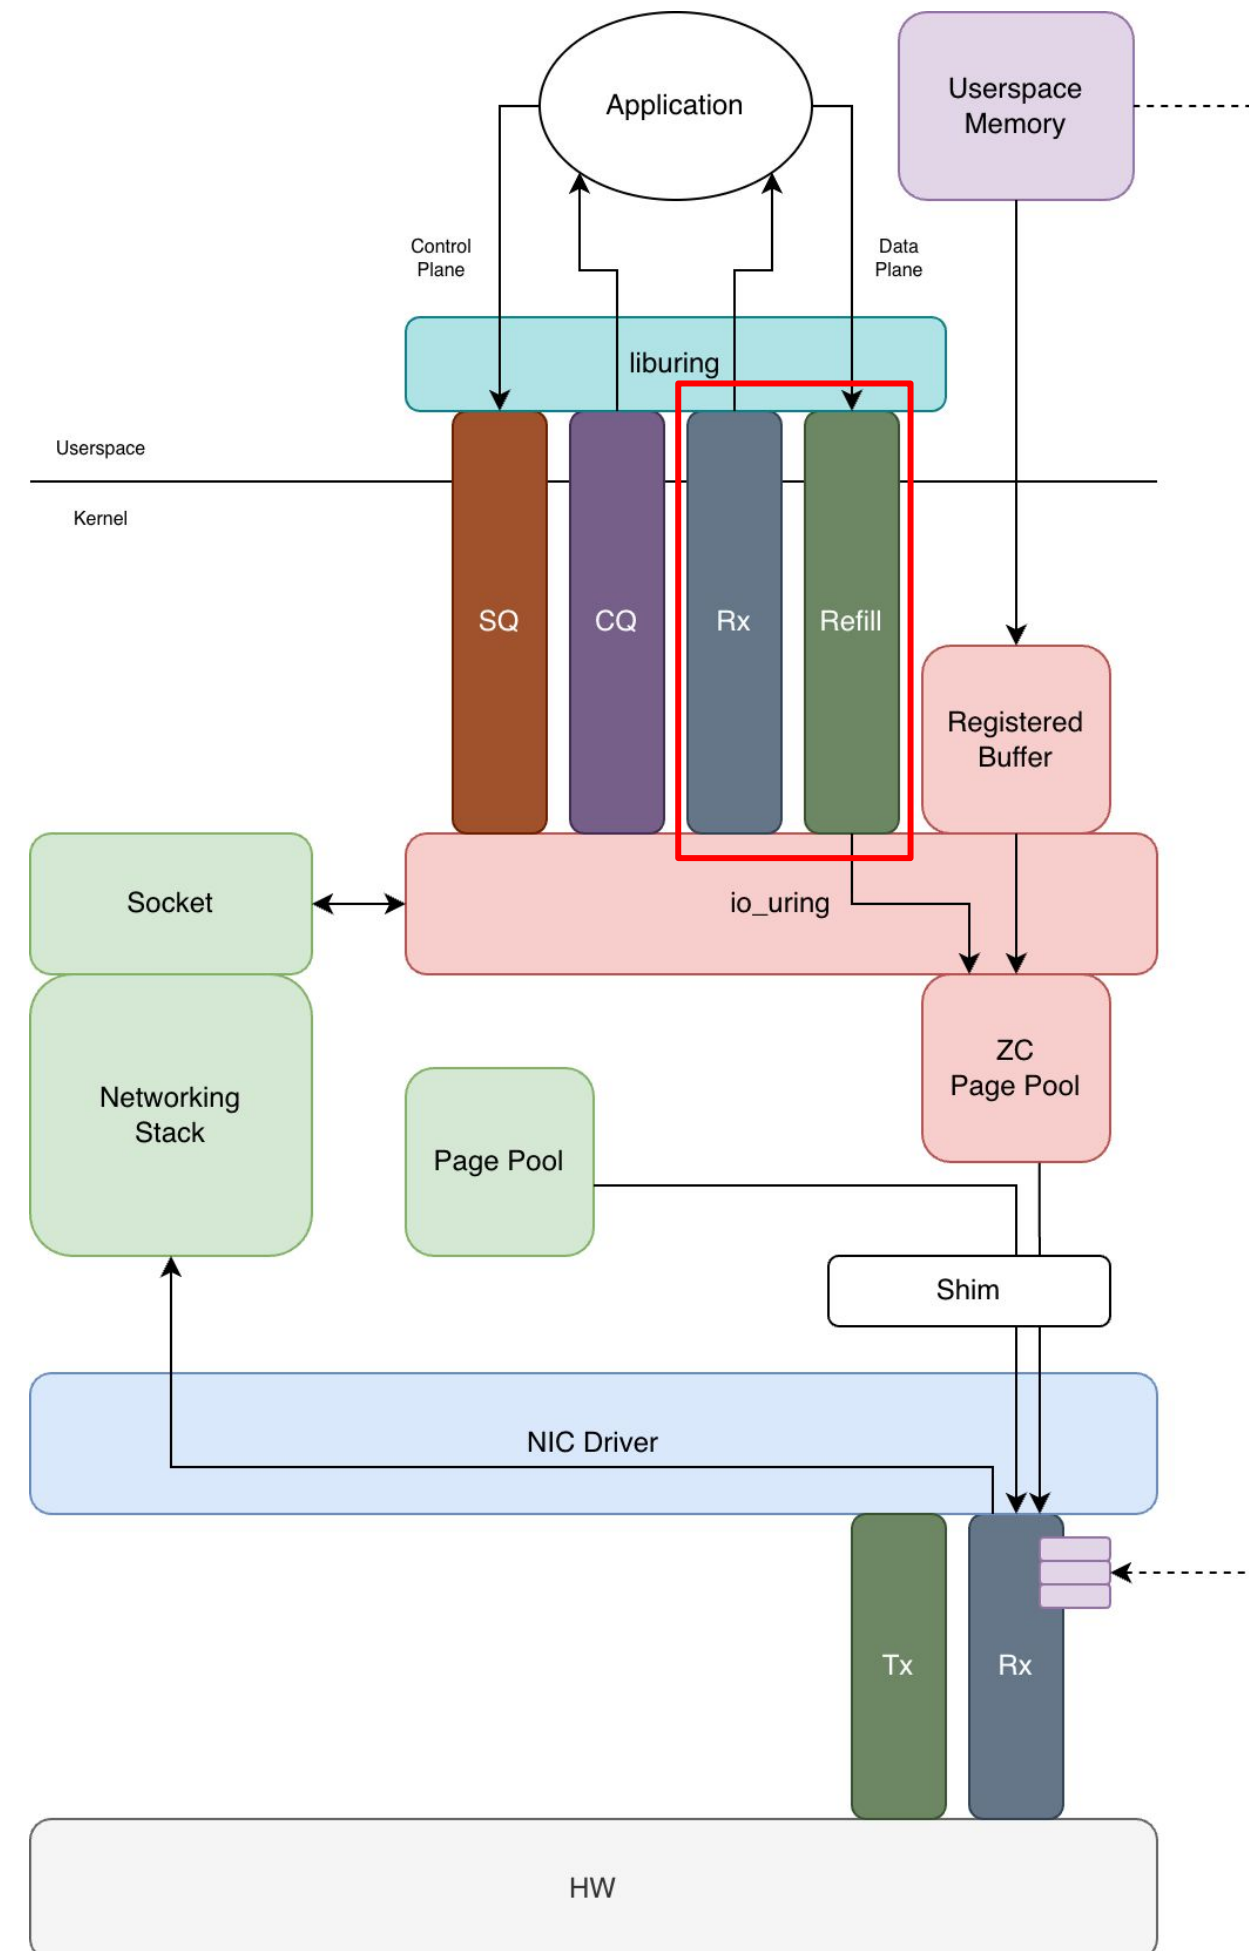 Application
Userspace
Memory
Control
Plane
Data
Plane
liburing
Userspace
Kernel
SQ
CQ
Rx
Refill
Registered
Buffer
Socket
io_uring
Networking
Stack
Page Pool
ZC
Page Pool
Shim
NIC Driver
Tx
Rx
HW